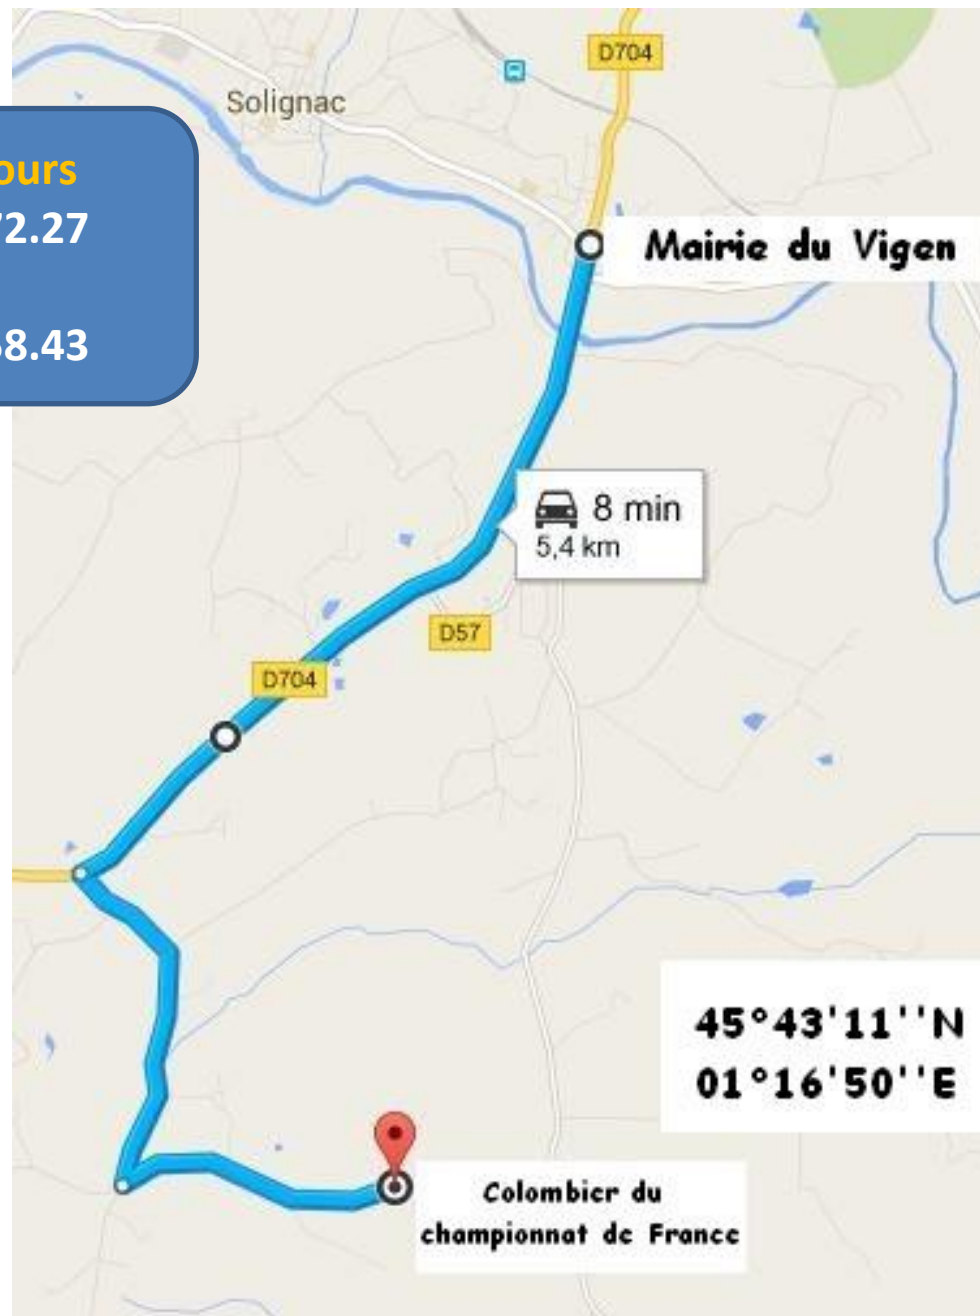 D704
Solignac
ours
72.27
Mairie du Vigen
8.43
8 min
5,4 km
D57
D704
45°43'11''N
01°16'50''E
Colombier du
championnat de France